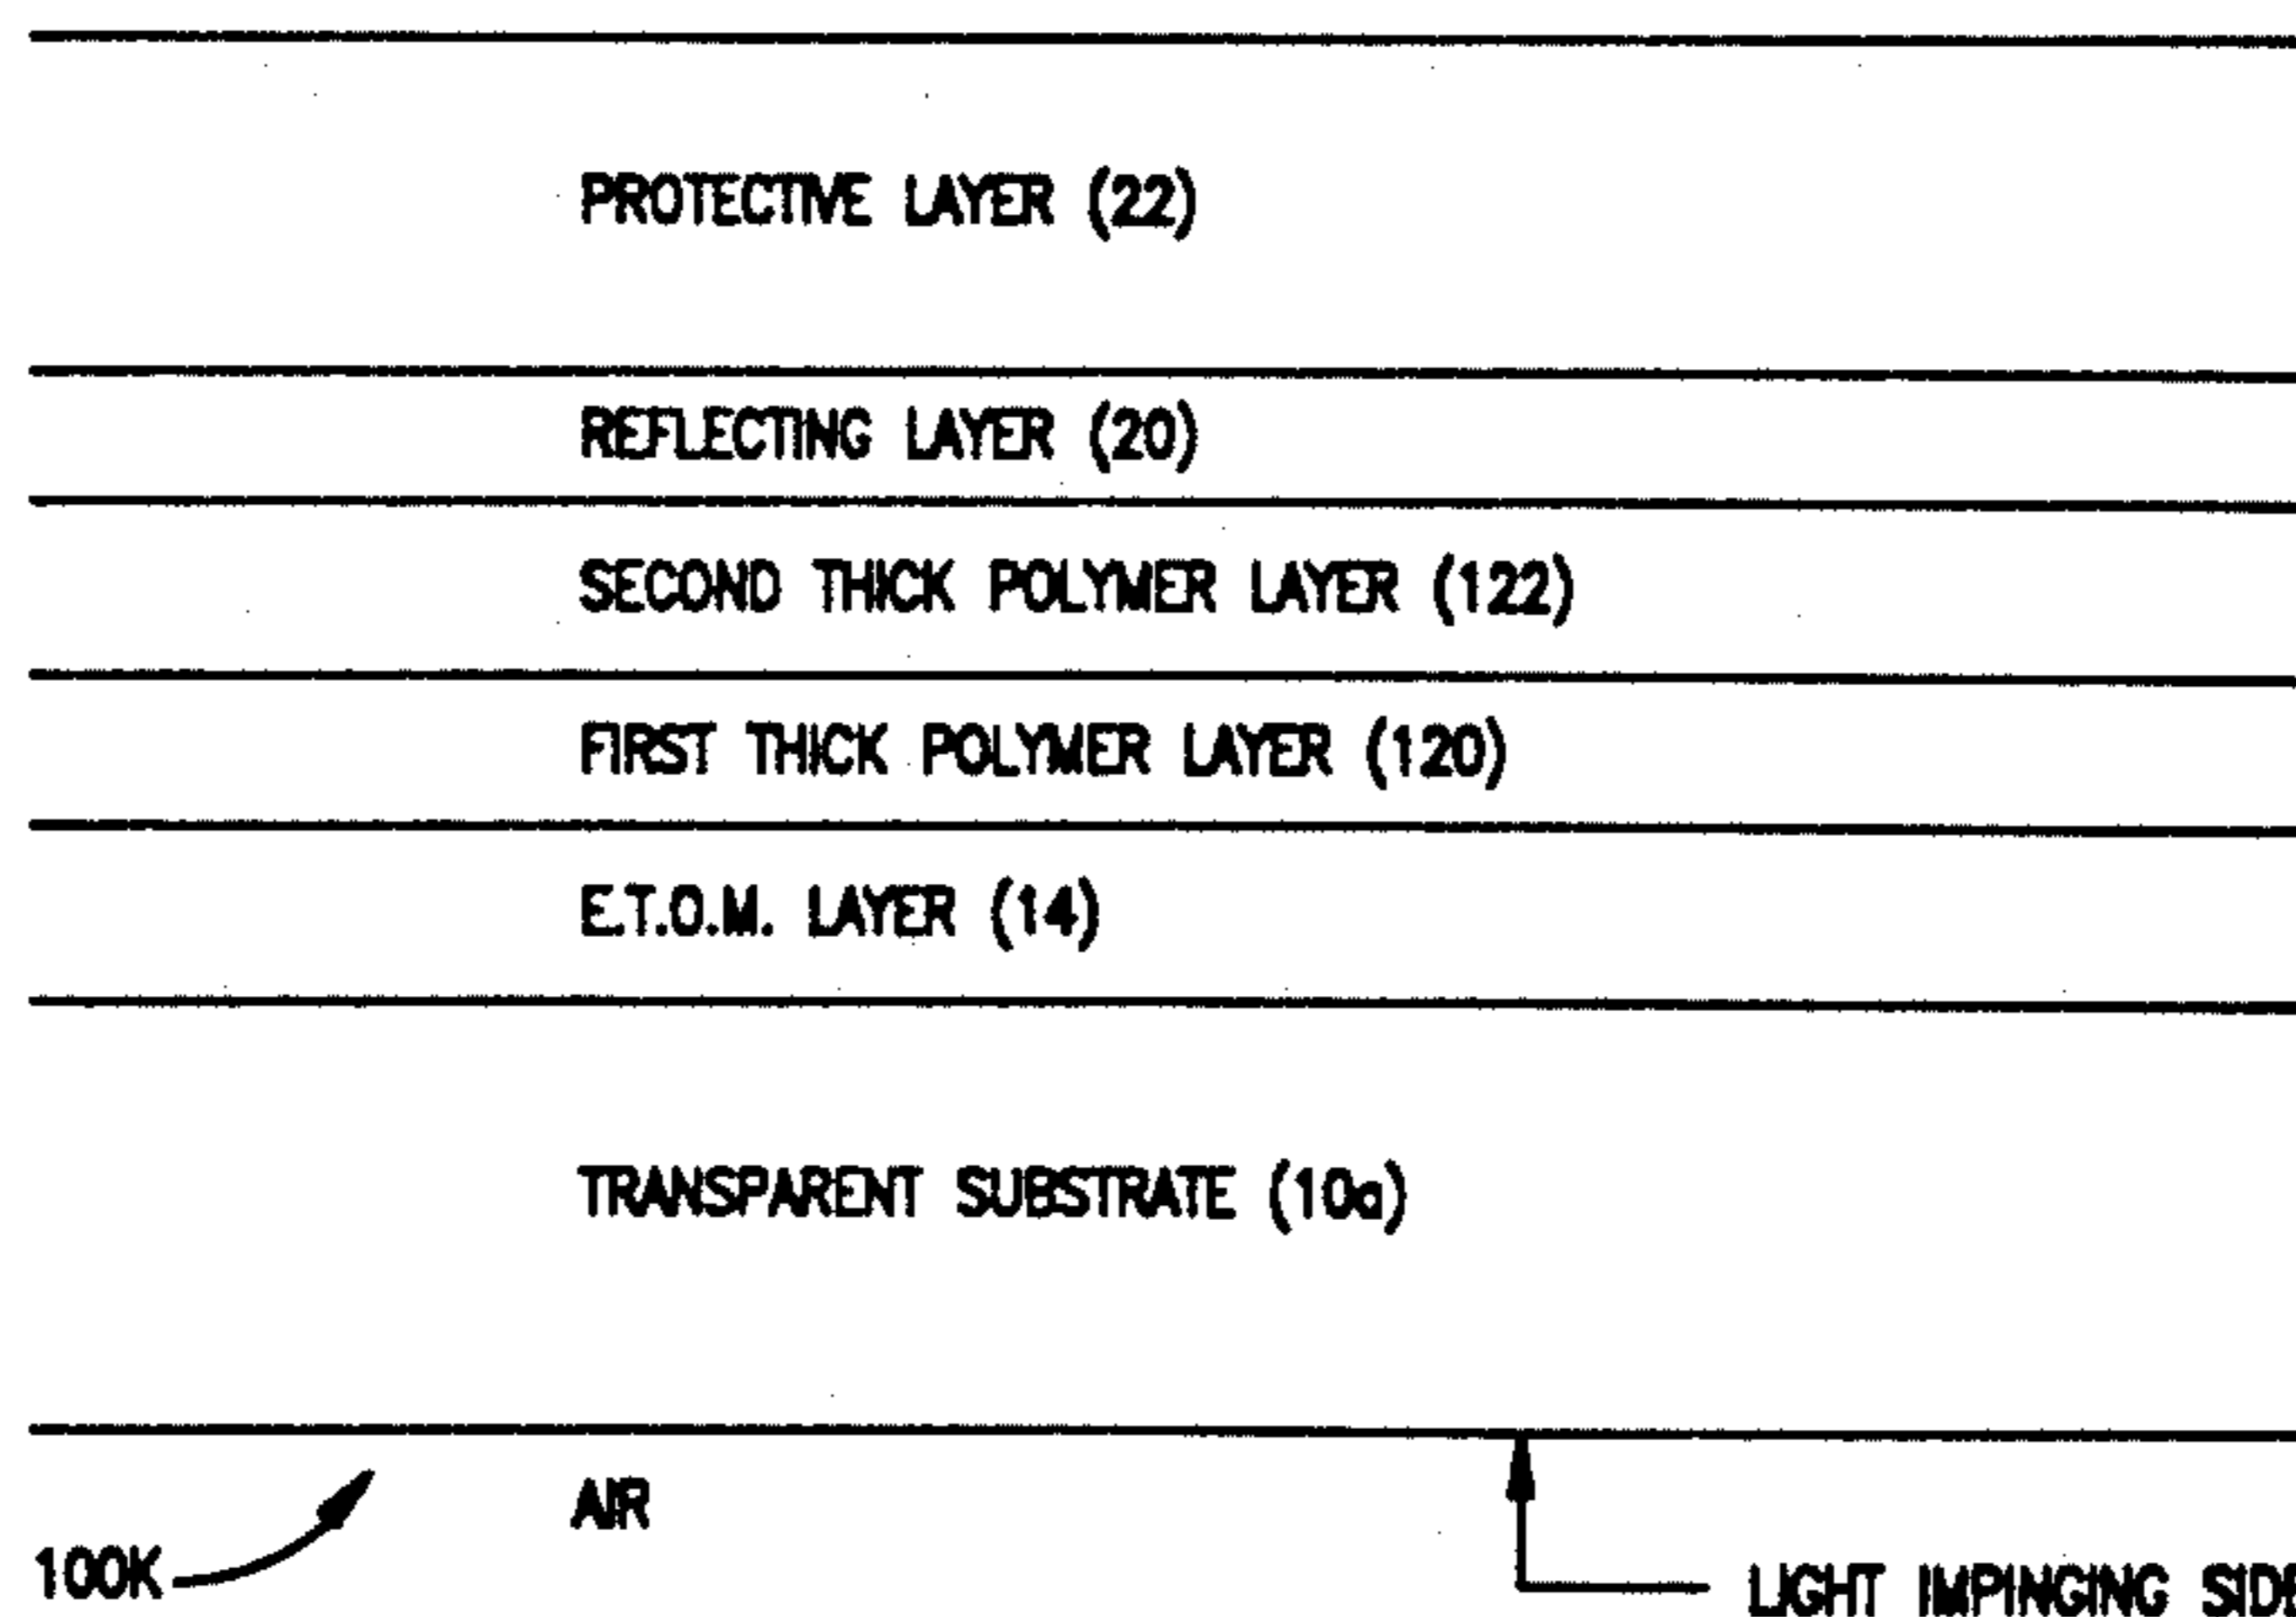 PROTECTIVE LAYER (22)
REFLECTING LAYER (20)
SECOND THICK POLYMER LAYER (122)
FIRST THICK POLYMER LAYER (120)
E.T.O.M. LAYER (14)
TRANSPARENT SUBSTRATE (10a)
AIR
100K
LIGHT IMPINGING SIDE